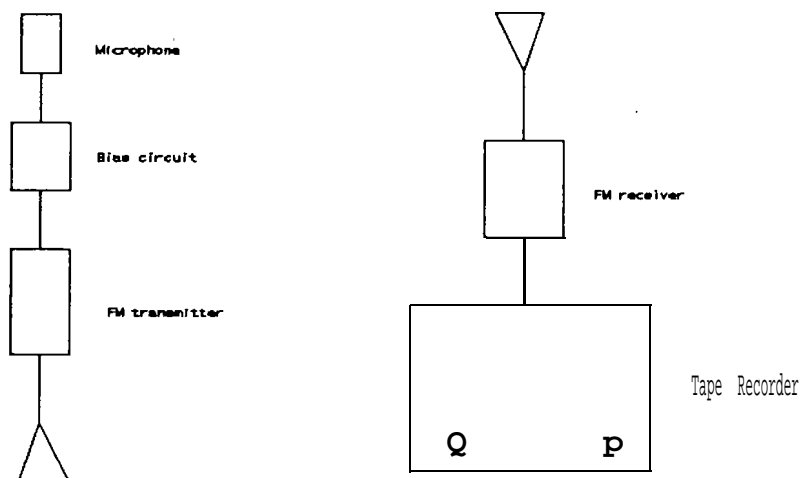 Microphone
Bias circuit
FM transmitter
FM receiver
Tape Recorder
Q p